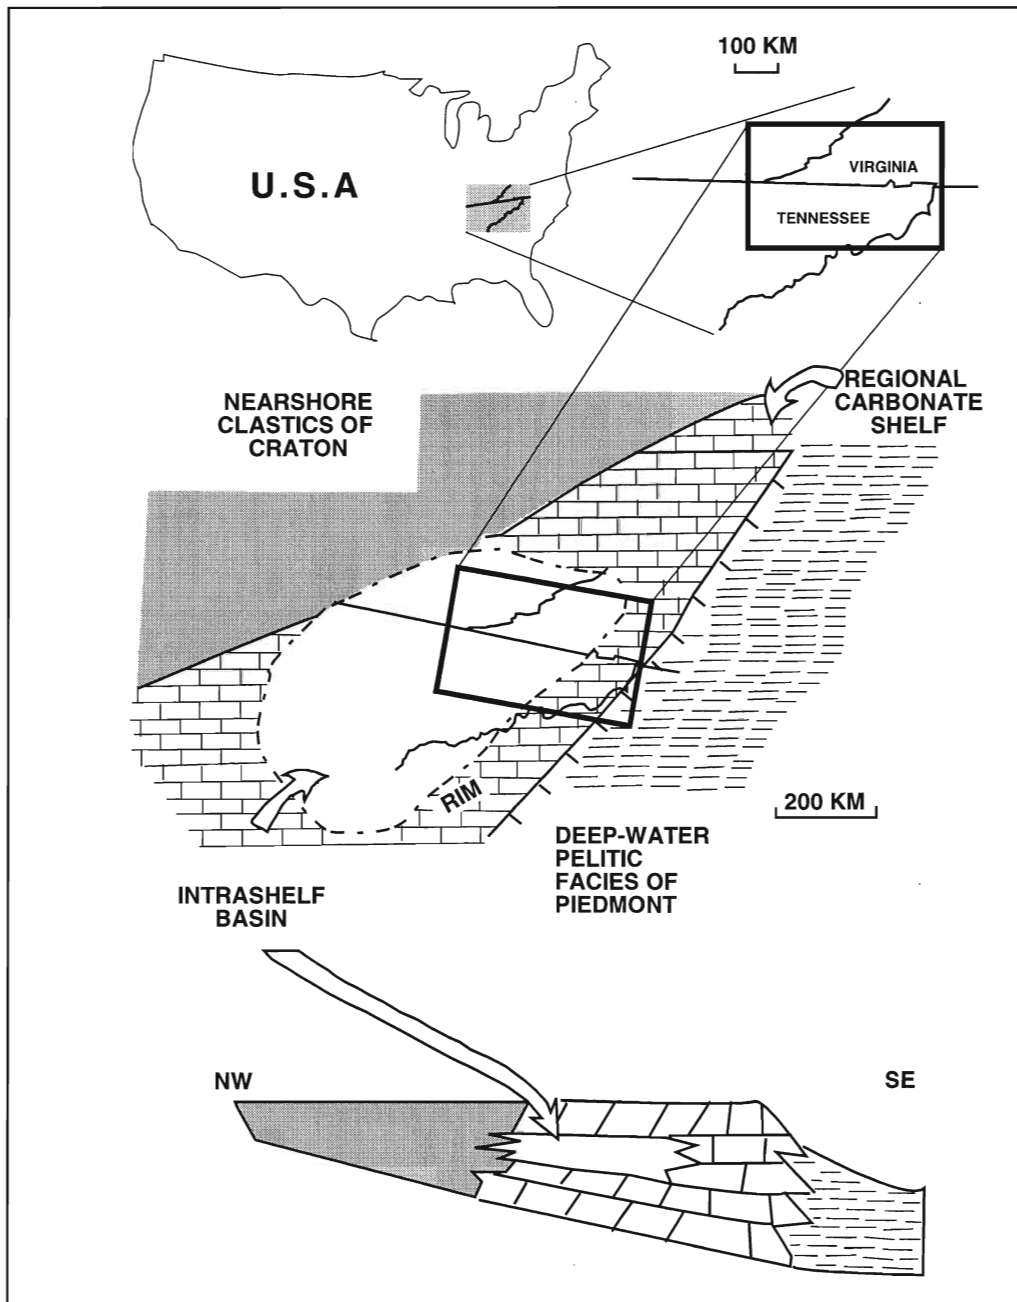 100 KM
U.S.A
VIRGINIA
TENNESSEE
REGIONAL
CARBONATE
SHELF
NEARSHORE
CLASTICS OF
CRATON
RIM
200 KM
DEEP-WATER
PELITIC
FACIES OF
PIEDMONT
INTRASHELF
BASIN
NW
SE